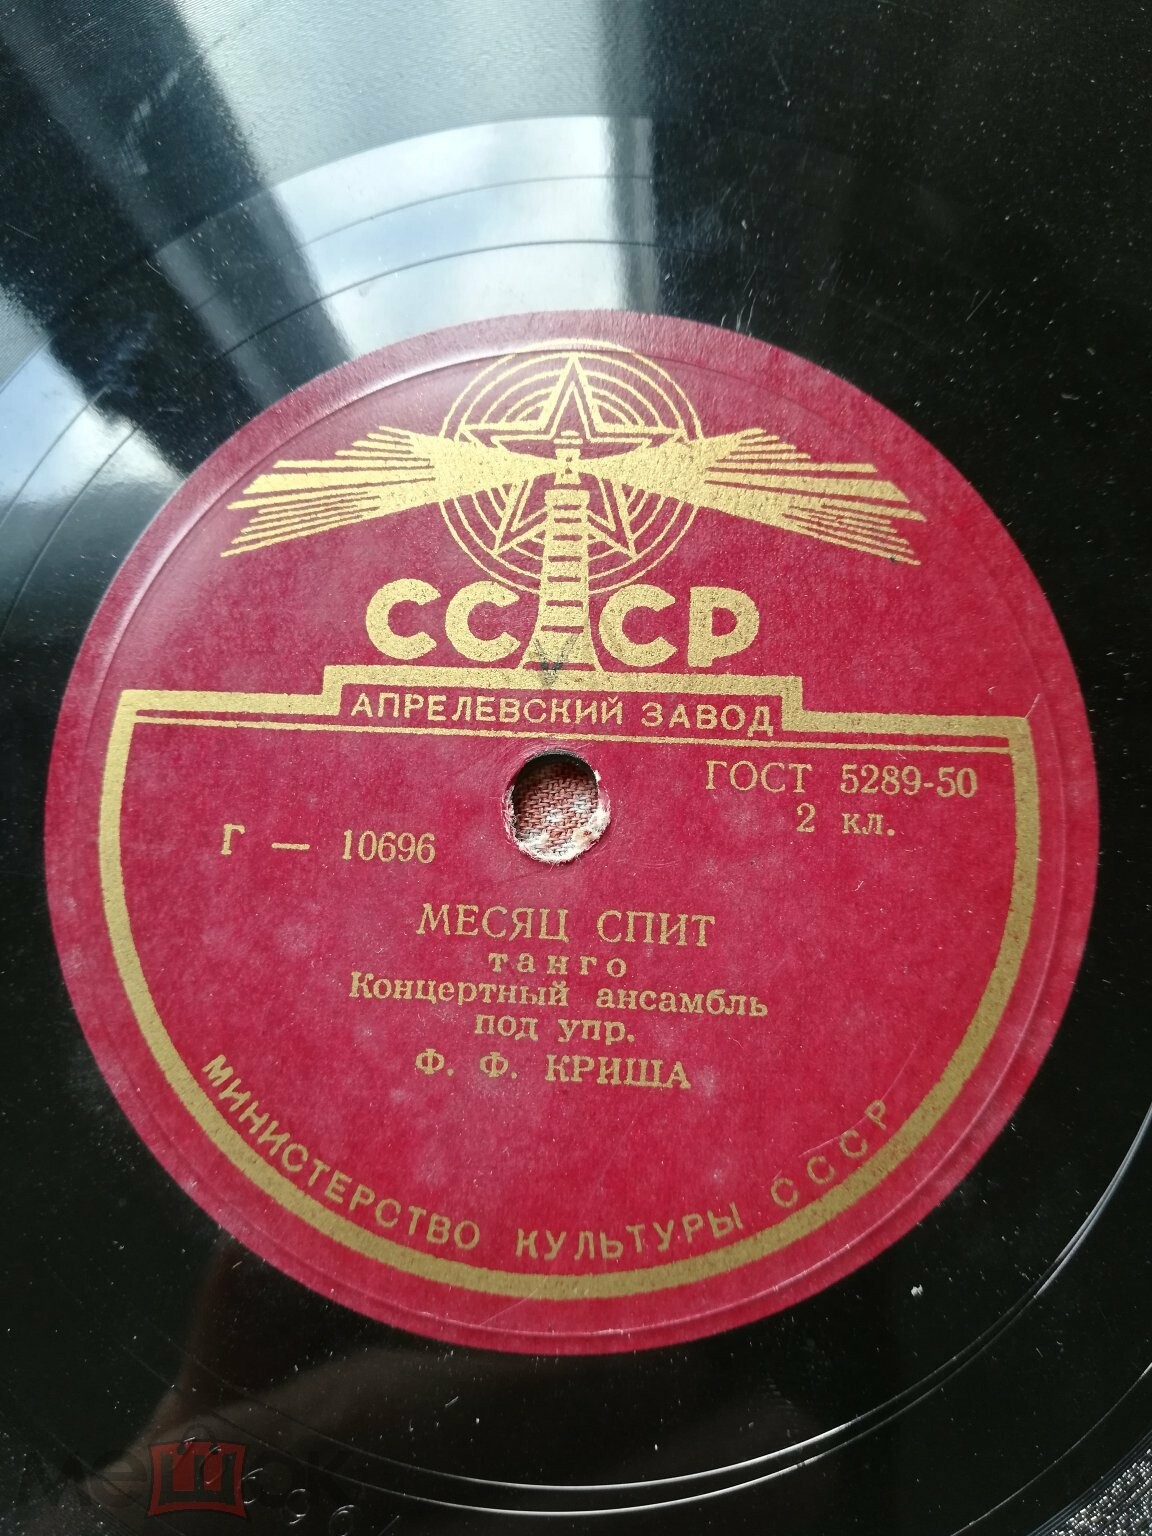 СССР
АПРЕЛЕВСКИЙ ЗАВОД
ГОСТ 5289-50
2 кл.
Г — 10696
МЕСЯЦ СПИТ
танго
Концертный ансамбль
под упр.
Ф. Ф. КРИША
МИНИСТЕРСТВО КУЛЬТУРЫ СССР
МеШок